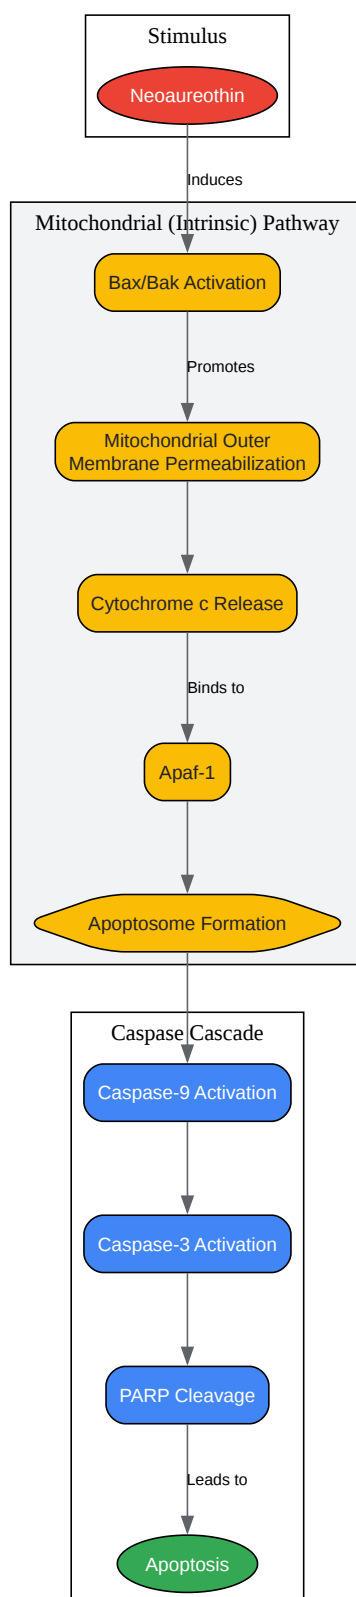 Stimulus
Neoaureothin
Induces
Mitochondrial (Intrinsic) Pathway
Bax/Bak Activation
Promotes
Mitochondrial Outer
Membrane Permeabilization
Cytochrome c Release
Binds to
Apaf-1
Apoptosome Formation
Caspase Cascade
Caspase-9 Activation
Caspase-3 Activation
PARP Cleavage
Leads to
Apoptosis